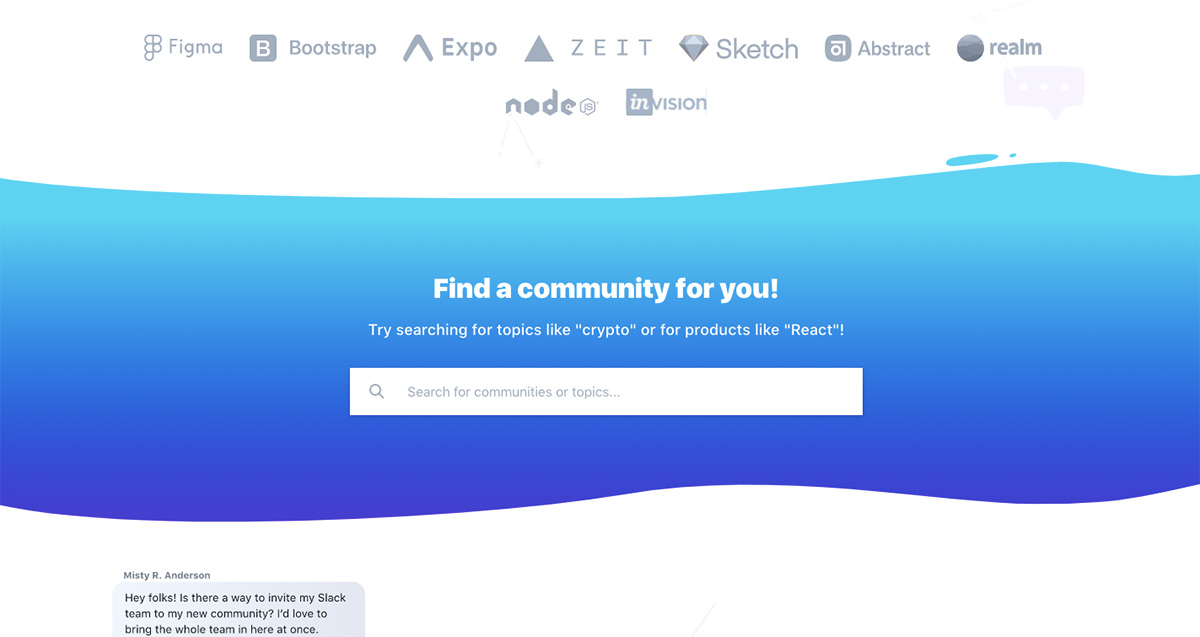 Figma B Bootstrap Expo ZEIT Sketch a Abstract realm
node JS inVISION
Find a community for you!
Try searching for topics like "crypto" or for products like "React"!
Search for communities or topics...
Misty R. Anderson
Hey folks! Is there a way to invite my Slack
team to my new community? I'd love to
bring the whole team in here at once.